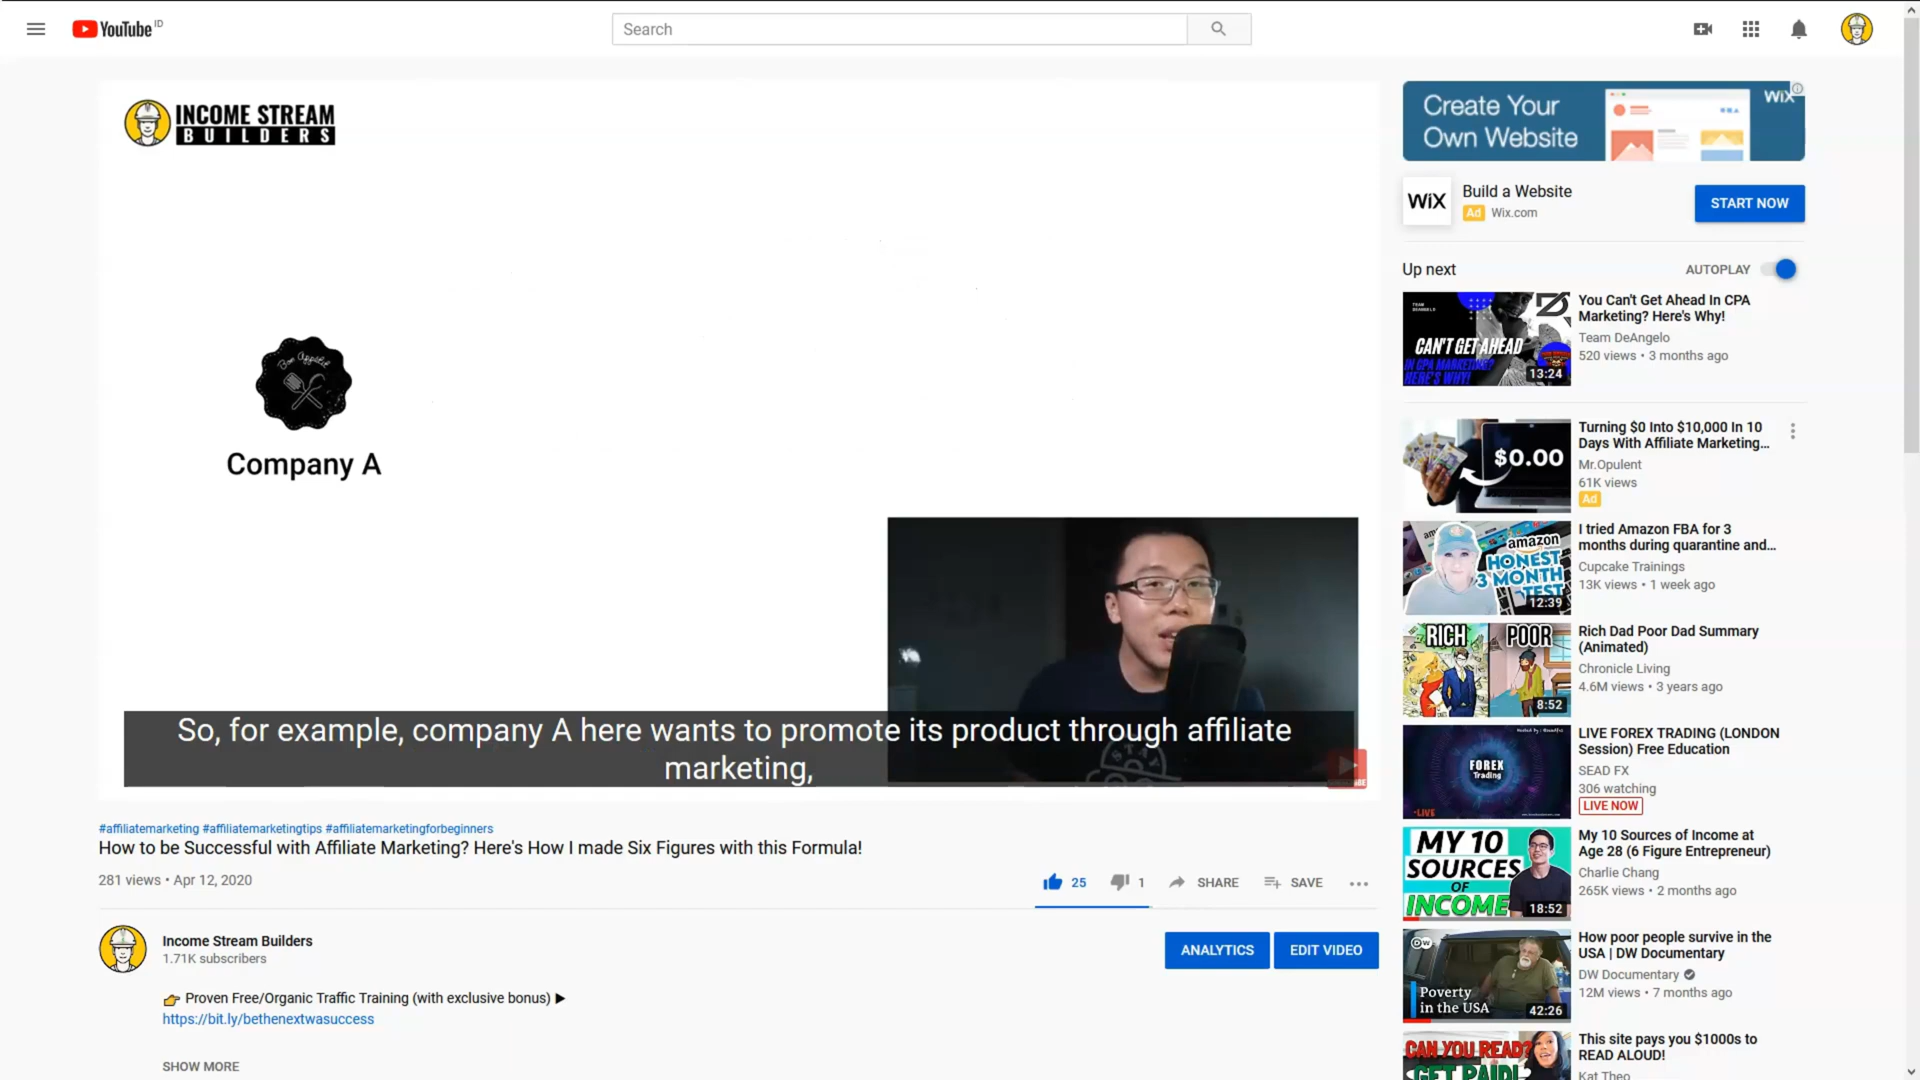 YouTube ID
Search
INCOME STREAM
BUILDERS
Bon Appétit
Company A
So, for example, company A here wants to promote its product through affiliate
marketing,
#affiliatemarketing #affiliatemarketingtips #affiliatemarketingforbeginners
How to be Successful with Affiliate Marketing? Here's How I made Six Figures with this Formula!
281 views • Apr 12, 2020
25
1
SHARE
SAVE
Income Stream Builders
1.71K subscribers
ANALYTICS
EDIT VIDEO
Proven Free/Organic Traffic Training (with exclusive bonus)
https://bit.ly/bethenextwasuccess
SHOW MORE
Create Your
Own Website
WiX
WiX
Build a Website
Ad Wix.com
START NOW
Up next
AUTOPLAY
TEAM
DEANGELO
CAN'T GET AHEAD
IN CPA MARKETING?
HERE'S WHY!
13:24
You Can't Get Ahead In CPA
Marketing? Here's Why!
Team DeAngelo
520 views • 3 months ago
$0.00
Turning $0 Into $10,000 In 10
Days With Affiliate Marketing...
Mr.Opulent
61K views
Ad
amazon
HONEST
3 MONTH
TEST
12:39
I tried Amazon FBA for 3
months during quarantine and...
Cupcake Trainings
13K views • 1 week ago
RICH POOR
8:52
Rich Dad Poor Dad Summary
(Animated)
Chronicle Living
4.6M views • 3 years ago
FOREX
Trading
LIVE
LIVE FOREX TRADING (LONDON
Session) Free Education
SEAD FX
306 watching
LIVE NOW
MY 10
SOURCES
OF
INCOME
18:52
My 10 Sources of Income at
Age 28 (6 Figure Entrepreneur)
Charlie Chang
265K views • 2 months ago
DW
Poverty
in the USA
42:26
How poor people survive in the
USA | DW Documentary
DW Documentary
12M views • 7 months ago
CAN YOU READ?
GET PAID!
This site pays you $1000s to
READ ALOUD!
Kat Theo